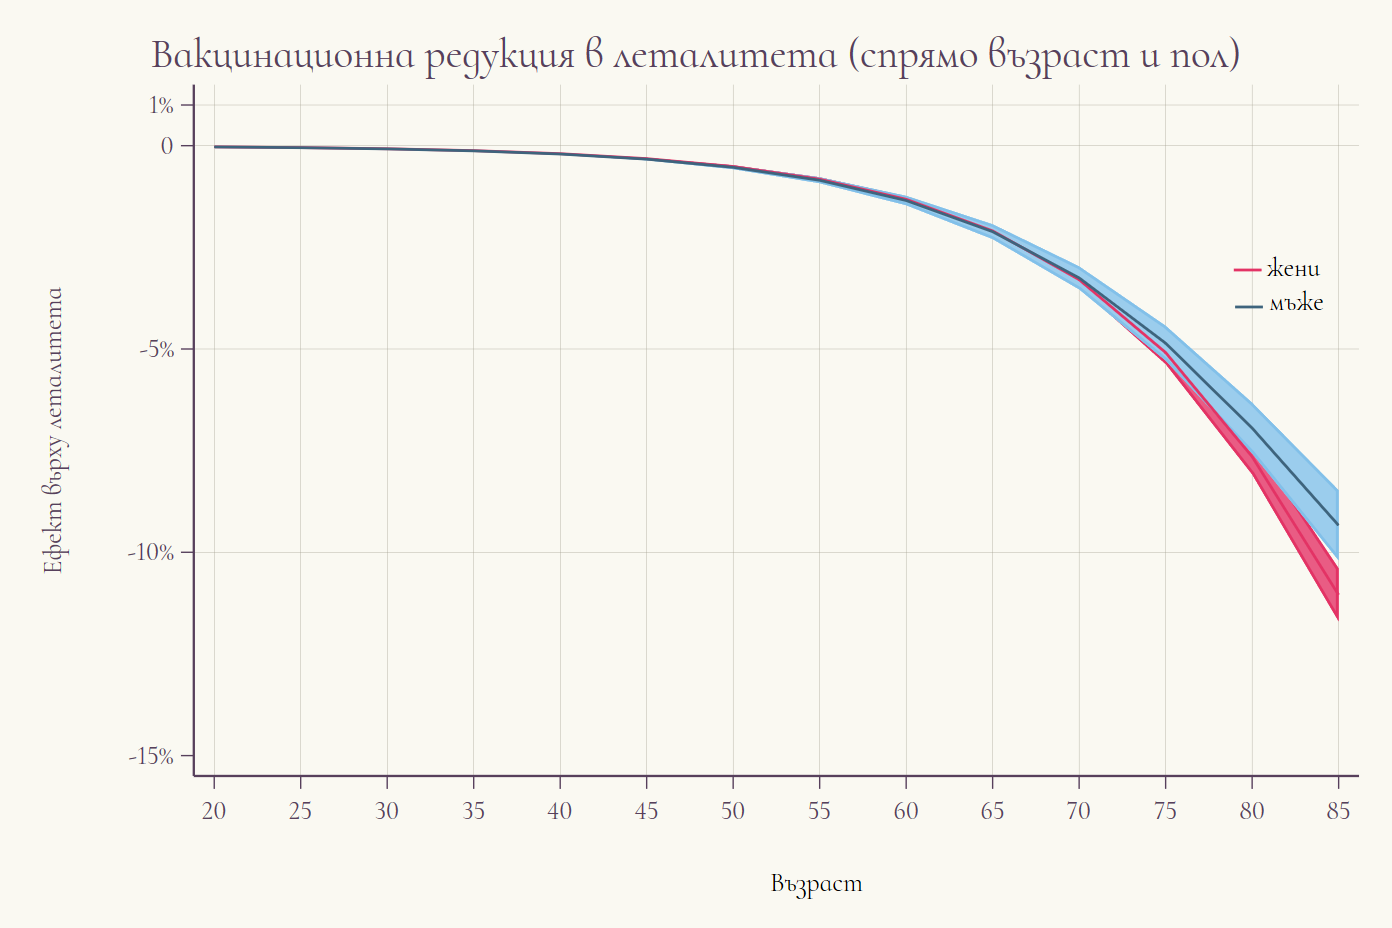 Вакцинационна редукция в леталитета (спрямо възраст и пол)
1%
0
-5%
-10%
-15%
Ефект върху леталитета
жени
мъже
20 25 30 35 40 45 50 55 60 65 70 75 80 85
Възраст